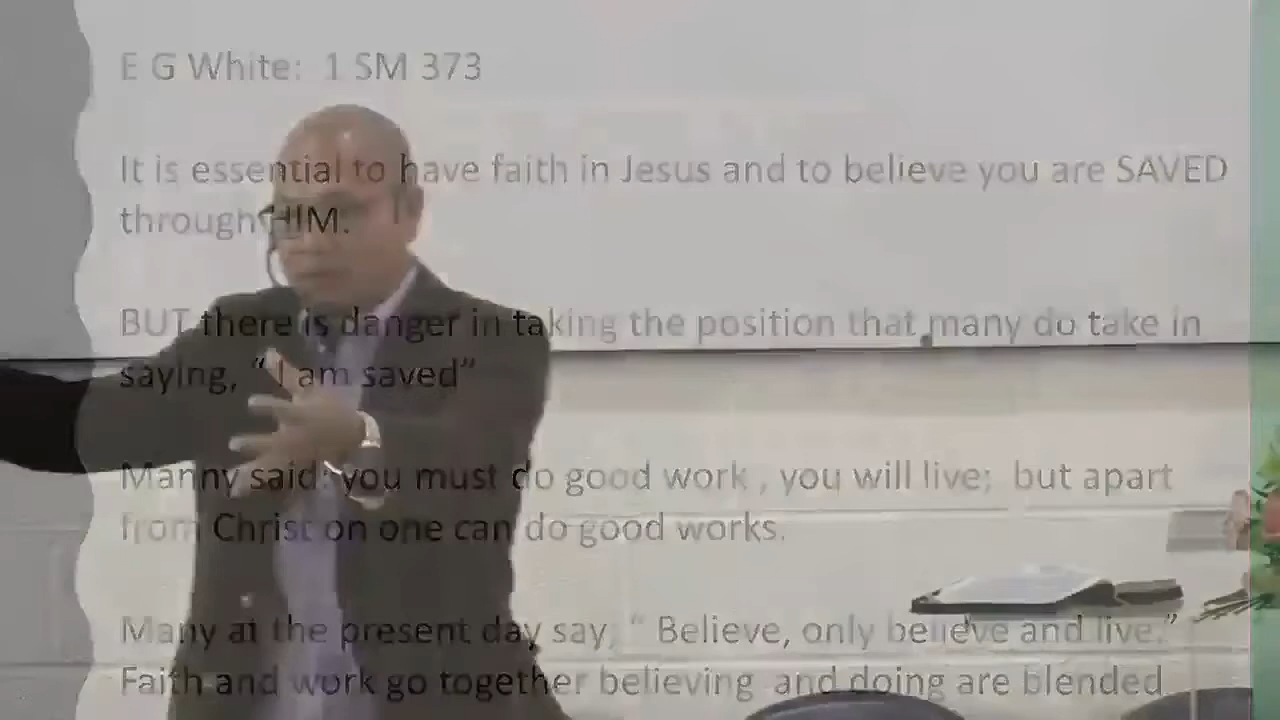 E G White: 1 SM 373
It is essential to have faith in Jesus and to believe you are SAVED
through HIM.
BUT there is danger in taking the position that many do take in
saying, “ I am saved”
Manny said: you must do good work , you will live; but apart
from Christ on one can do good works.
Many at the present day say, “ Believe, only believe and live.”
Faith and work go together believing and doing are blended